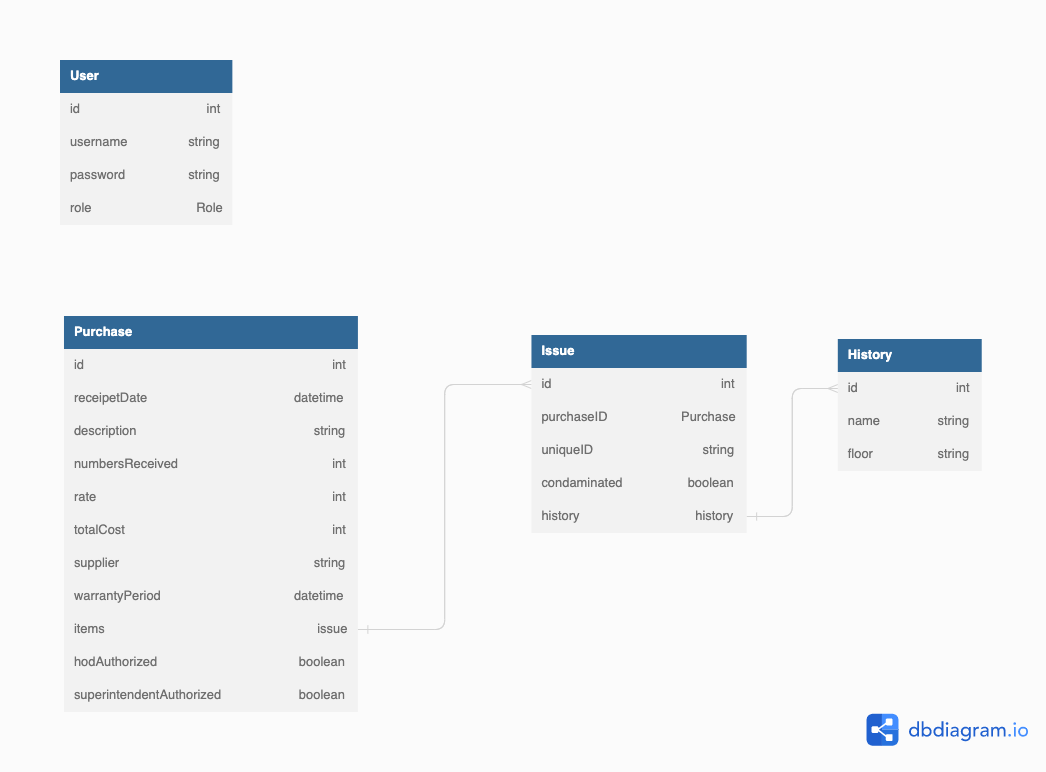 User
id int
username string
password string
role Role
Purchase
id int
receipetDate datetime
description string
numbersReceived int
rate int
totalCost int
supplier string
warrantyPeriod datetime
items issue
hodAuthorized boolean
superintendentAuthorized boolean
Issue
id int
purchaseID Purchase
uniqueID string
condaminated boolean
history history
History
id int
name string
floor string
dbdiagram.io